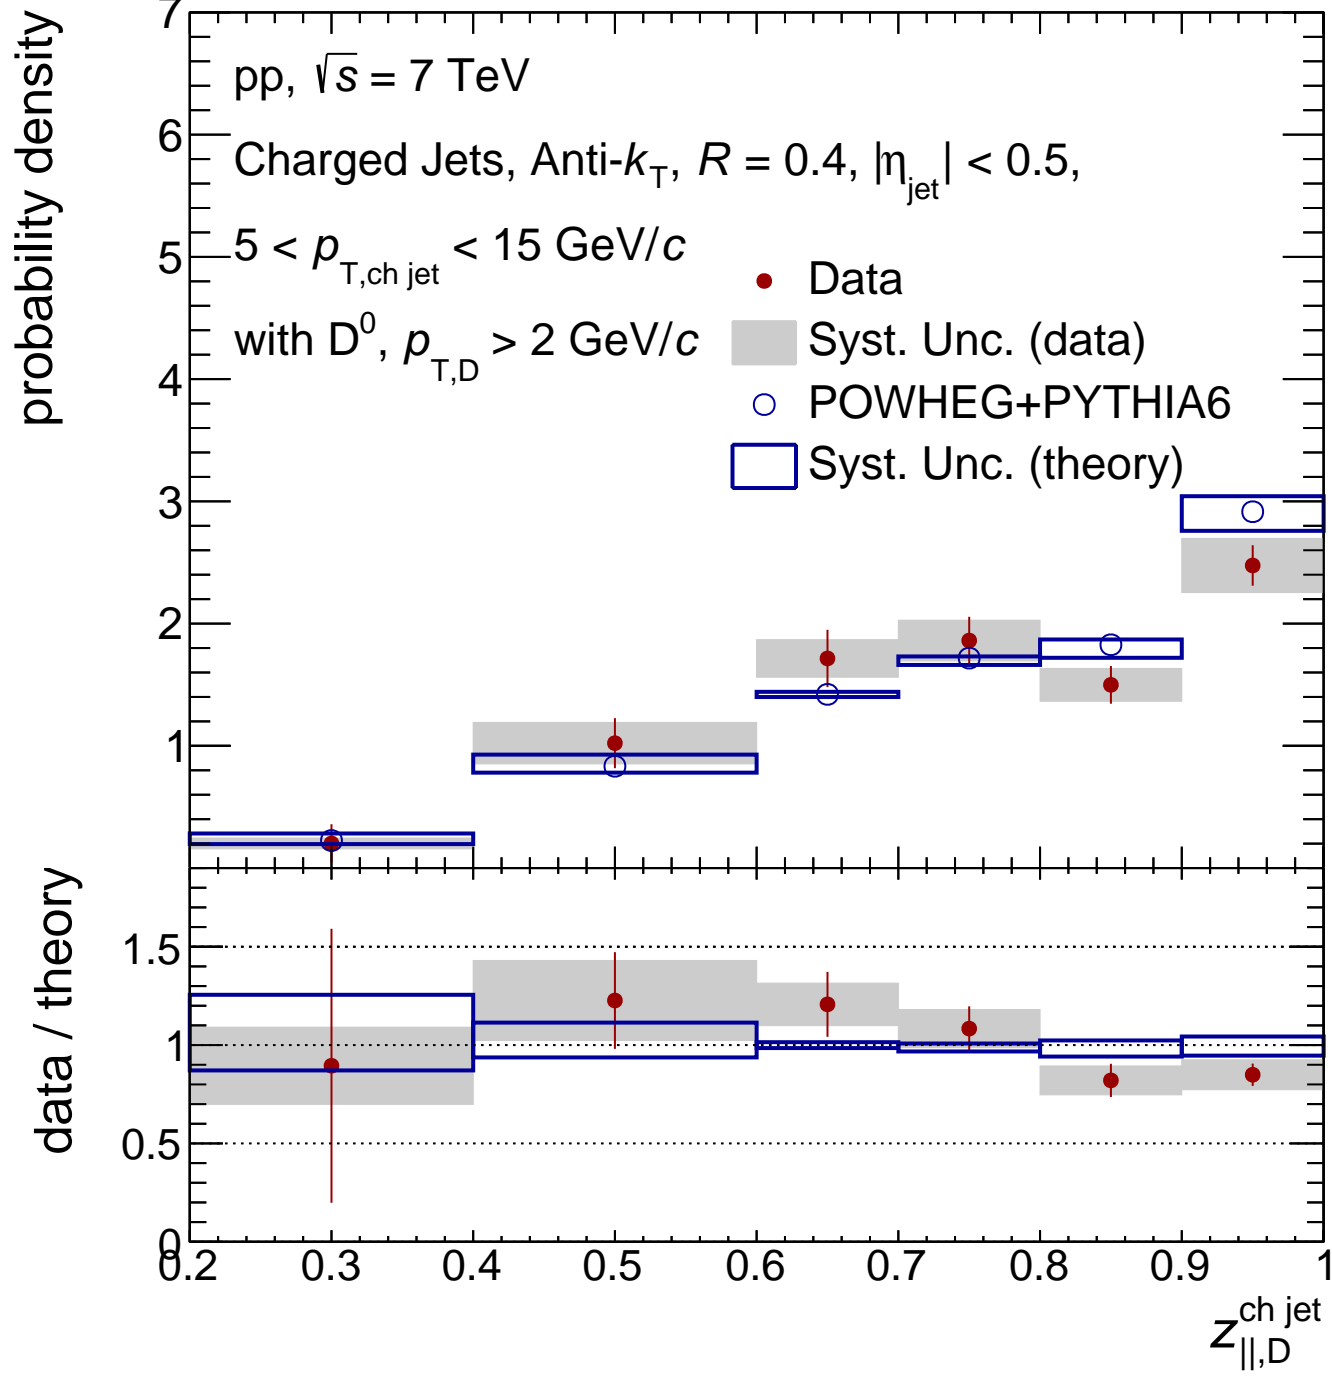 probability density
7
6
5
4
3
2
1
pp, √s = 7 TeV
Charged Jets, Anti-kT, R = 0.4, |ηjet| < 0.5,
5 < pT,ch jet < 15 GeV/c
with D0, pT,D > 2 GeV/c
Data
Syst. Unc. (data)
POWHEG+PYTHIA6
Syst. Unc. (theory)
data / theory
1.5
1
0.5
0
0.2 0.3 0.4 0.5 0.6 0.7 0.8 0.9 1
z||,D ch jet